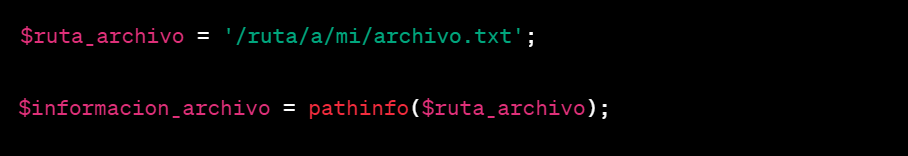 $ruta_archivo = '/ruta/a/mi/archivo.txt';
$informacion_archivo = pathinfo($ruta_archivo);